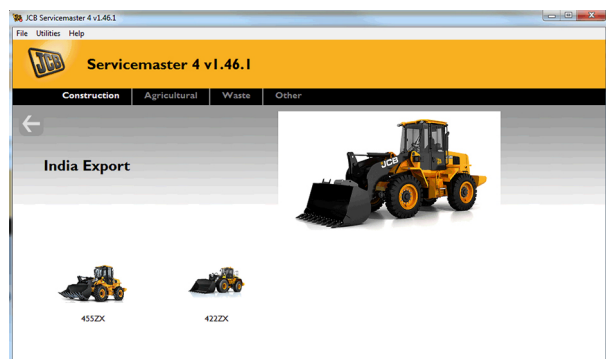 JCB Servicemaster 4 v1.46.1
File Utilities Help
JCB
Servicemaster 4 v1.46.1
Construction Agricultural Waste Other
India Export
JCB
455ZX 422ZX